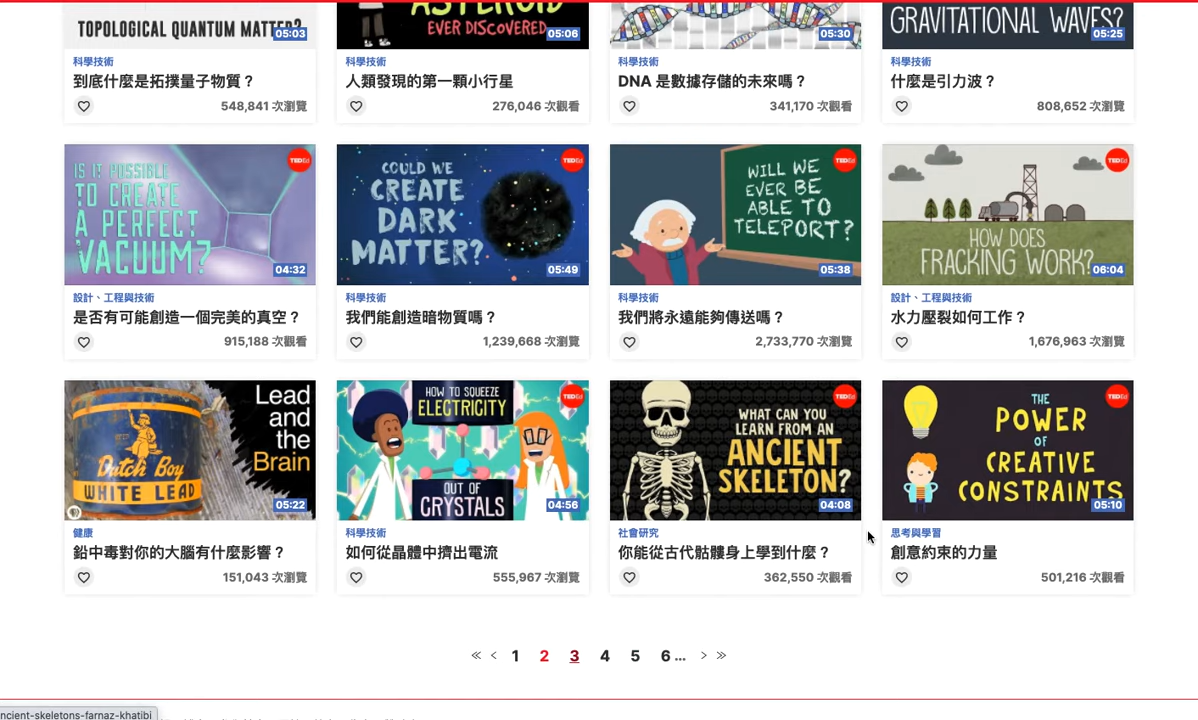 TOPOLOGICAL QUANTUM MATTER?
05:03
ASTEROID
EVER DISCOVERED
05:06
05:30
GRAVITATIONAL WAVES?
05:25
科學技術
到底什麼是拓撲量子物質？
548,841 次瀏覽
科學技術
人類發現的第一顆小行星
276,046 次觀看
科學技術
DNA 是數據存儲的未來嗎？
341,170 次觀看
科學技術
什麼是引力波？
808,652 次瀏覽
IS IT POSSIBLE
TO CREATE
A PERFECT
VACUUM?
TEDEd
04:32
COULD WE
CREATE
DARK
MATTER?
TEDEd
05:49
WILL WE
EVER BE
ABLE TO
TELEPORT?
TEDEd
05:38
HOW DOES
FRACKING WORK?
TEDEd
06:04
設計、工程與技術
是否有可能創造一個完美的真空？
915,188 次觀看
科學技術
我們能創造暗物質嗎？
1,239,668 次瀏覽
科學技術
我們將永遠能夠傳送嗎？
2,733,770 次瀏覽
設計、工程與技術
水力壓裂如何工作？
1,676,963 次瀏覽
Lead
and
the
Brain
Dutch Boy
WHITE LEAD
05:22
HOW TO SQUEEZE
ELECTRICITY
OUT OF
CRYSTALS
TEDEd
04:56
WHAT CAN YOU
LEARN FROM AN
ANCIENT
SKELETON?
TEDEd
04:08
THE
POWER
OF
CREATIVE
CONSTRAINTS
TEDEd
05:10
健康
鉛中毒對你的大腦有什麼影響？
151,043 次瀏覽
科學技術
如何從晶體中擠出電流
555,967 次瀏覽
社會研究
你能從古代骷髏身上學到什麼？
362,550 次觀看
思考與學習
創意約束的力量
501,216 次觀看
« ‹ 1 2 3 4 5 6 ... › »
ncient-skeletons-farnaz-khatibi